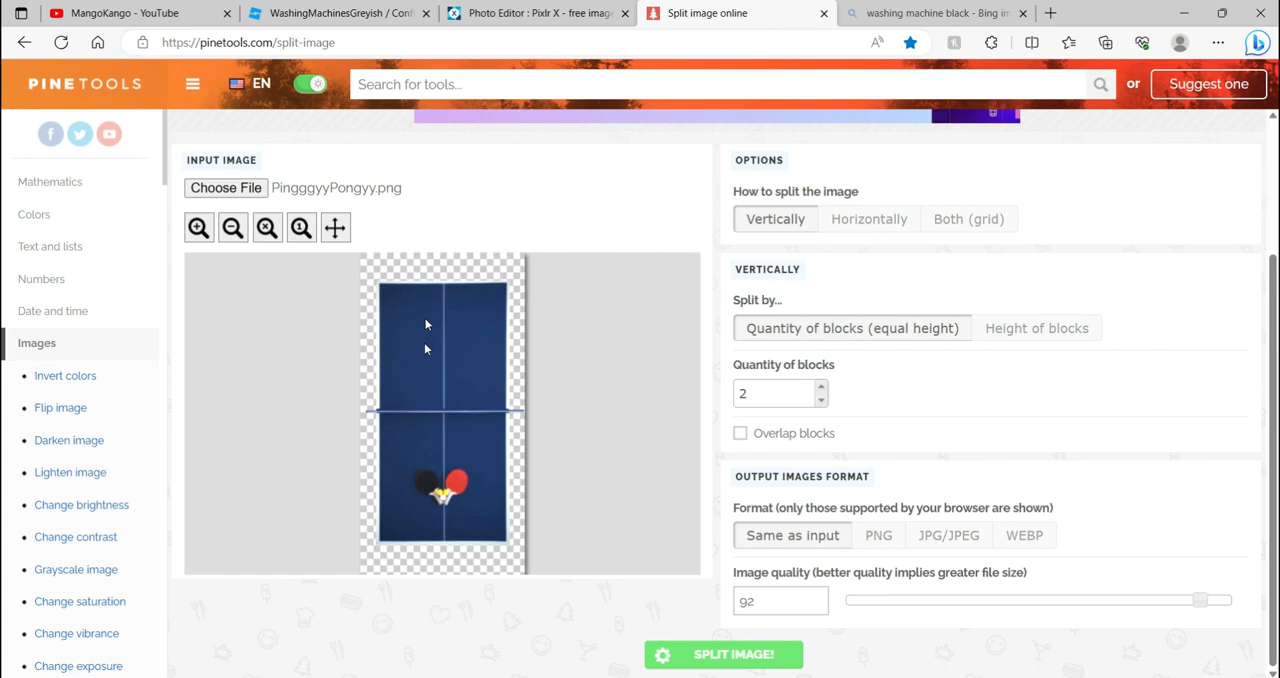 MangoKango - YouTube
WashingMachinesGreyish / Conf
Photo Editor : Pixlr X - free imag
Split image online
washing machine black - Bing im
https://pinetools.com/split-image
PINETOOLS
EN
Search for tools...
or
Suggest one
Mathematics
Colors
Text and lists
Numbers
Date and time
Images
Invert colors
Flip image
Darken image
Lighten image
Change brightness
Change contrast
Grayscale image
Change saturation
Change vibrance
Change exposure
INPUT IMAGE
Choose File PingggyyPongyy.png
OPTIONS
How to split the image
Vertically Horizontally Both (grid)
VERTICALLY
Split by...
Quantity of blocks (equal height) Height of blocks
Quantity of blocks
2
Overlap blocks
OUTPUT IMAGES FORMAT
Format (only those supported by your browser are shown)
Same as input PNG JPG/JPEG WEBP
Image quality (better quality implies greater file size)
92
SPLIT IMAGE!